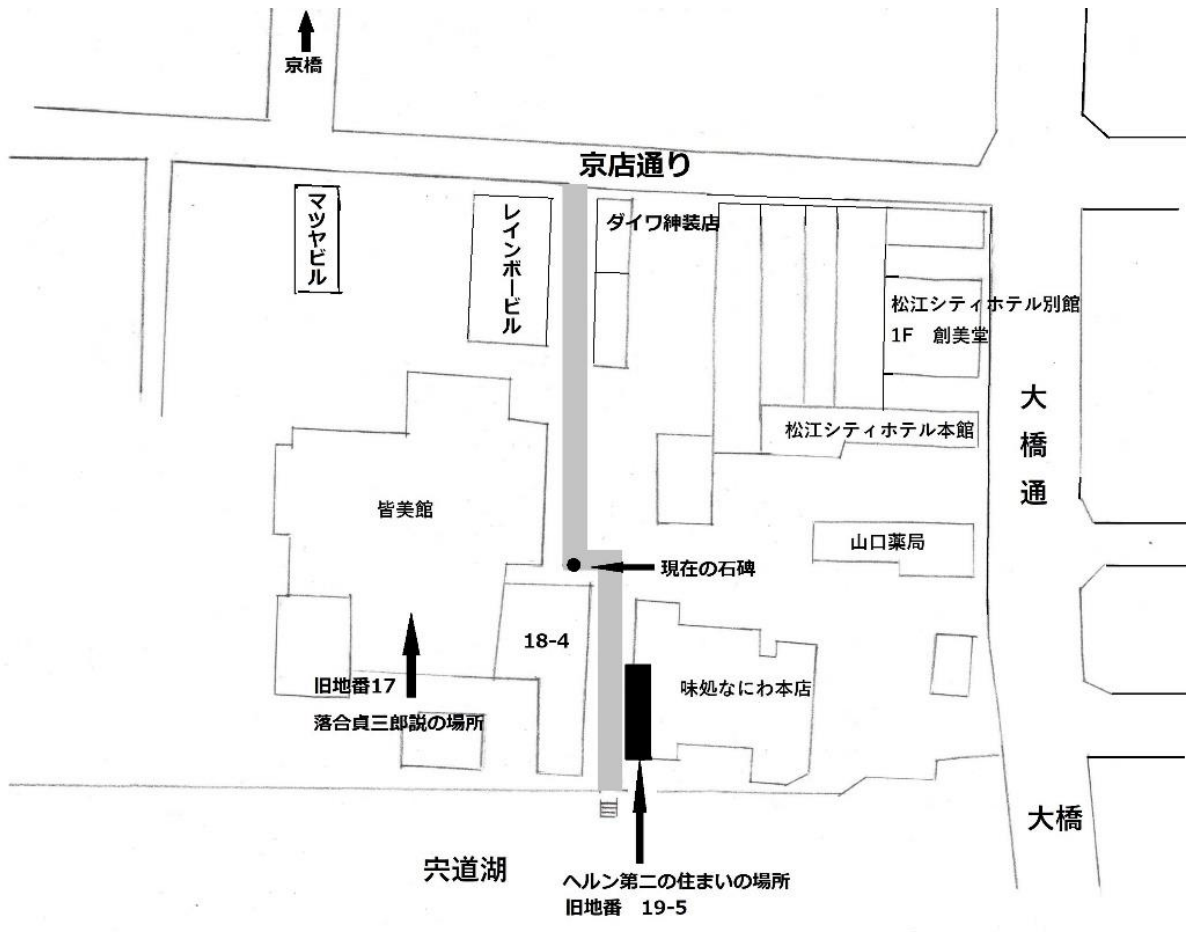 京橋
京店通り
マツヤビル
レインボービル
ダイワ紳装店
松江シティホテル別館
1F 創美堂
大橋通
松江シティホテル本館
皆美館
山口薬局
現在の石碑
18-4
旧地番17
落合貞三郎説の場所
味処なにわ本店
大橋
宍道湖
ヘルン第二の住まいの場所
旧地番 19-5